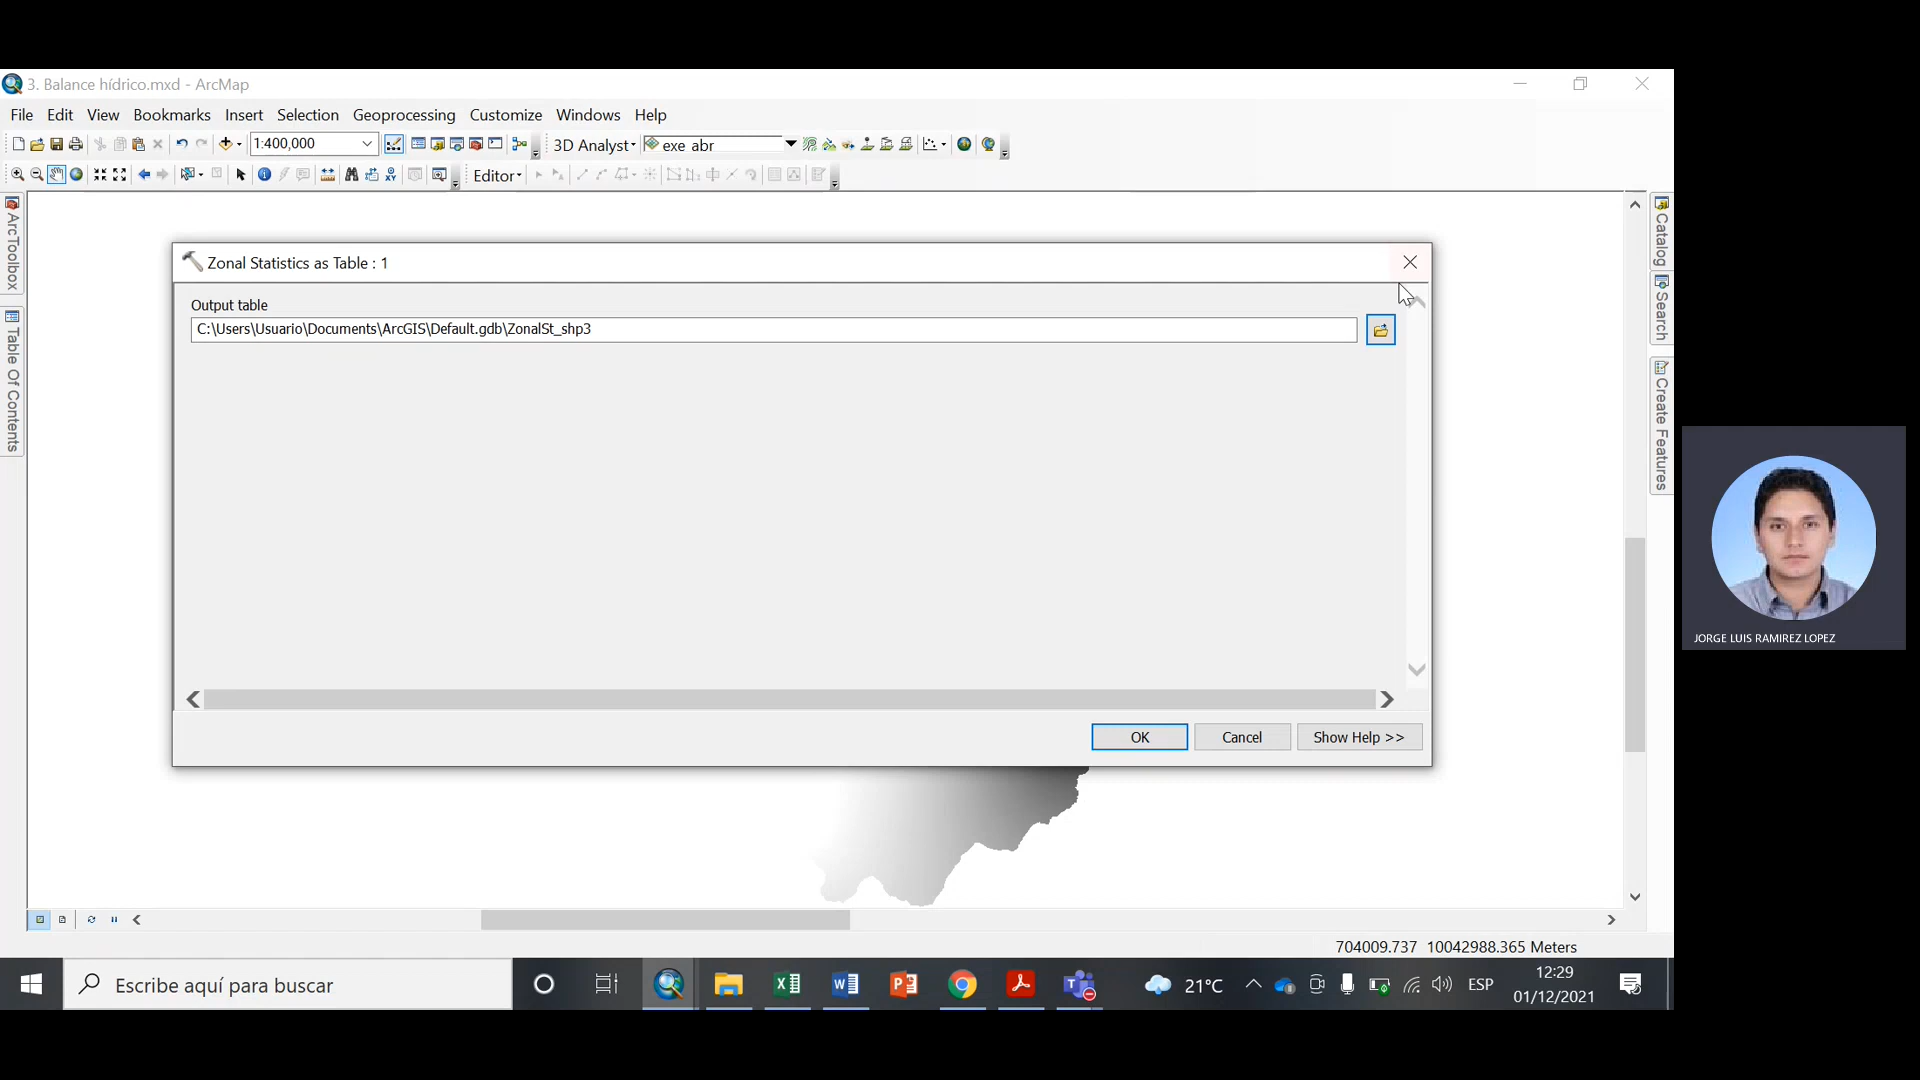 3. Balance hídrico.mxd - ArcMap
File Edit View Bookmarks Insert Selection Geoprocessing Customize Windows Help
1:400,000
3D Analyst
exe abr
Editor
ArcToolbox
Table Of Contents
Catalog
Search
Create Features
Zonal Statistics as Table : 1
Output table
C:\Users\Usuario\Documents\ArcGIS\Default.gdb\ZonalSt_shp3
OK Cancel Show Help >>
JORGE LUIS RAMIREZ LOPEZ
704009.737 10042988.365 Meters
Escribe aquí para buscar
21°C
ESP
12:29
01/12/2021